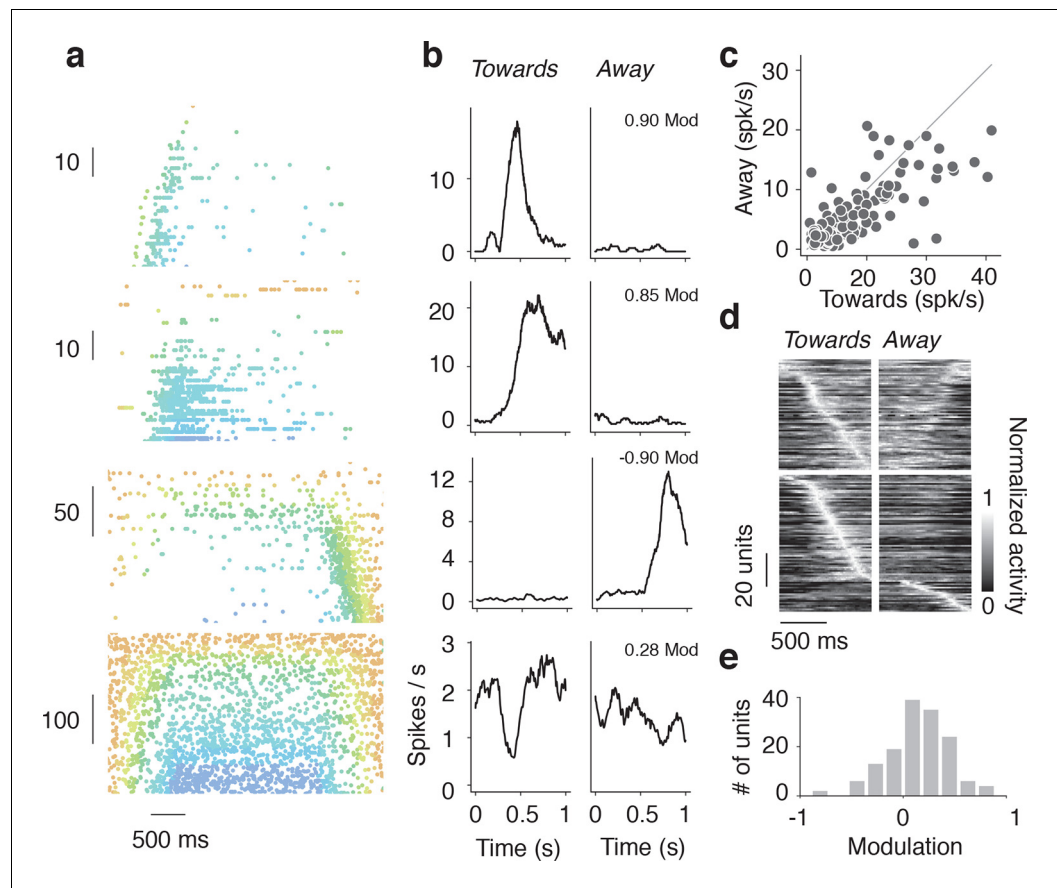 a
10
10
50
100
500 ms
b
Towards Away
0.90 Mod
10
0
0.85 Mod
20
10
0
-0.90 Mod
12
8
4
0
0.28 Mod
3
2
1
0
Spikes / s
0 0.5 1
0 0.5 1
Time (s) Time (s)
c
30
20
10
0
Away (spk/s)
0 10 20 30 40
Towards (spk/s)
d
Towards Away
20 units
500 ms
1
0
Normalized activity
e
40
20
0
# of units
-1 0 1
Modulation